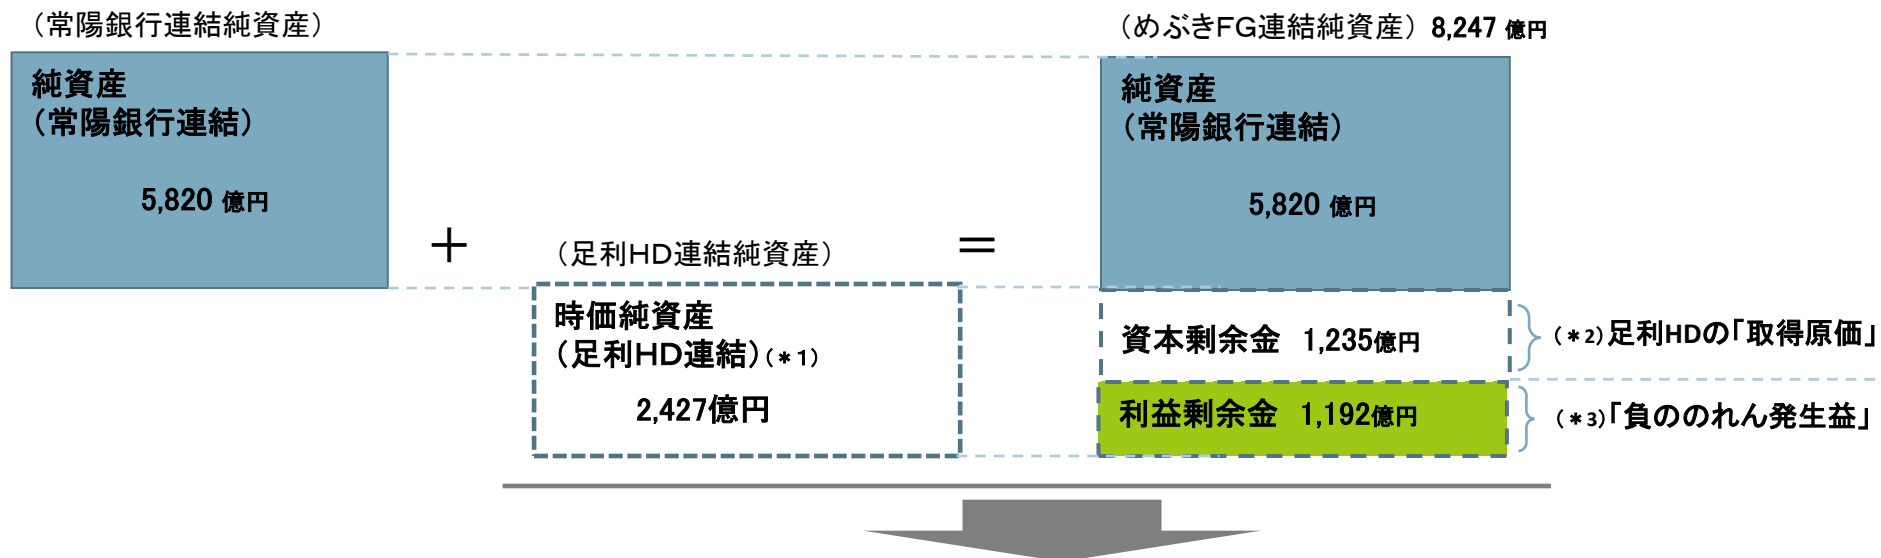 （常陽銀行連結純資産）
純資産
（常陽銀行連結）
5,820 億円
＋
（足利HD連結純資産）
時価純資産
（足利HD連結）（＊1）
2,427億円
＝
（めぶきFG連結純資産） 8,247 億円
純資産
（常陽銀行連結）
5,820 億円
資本剰余金 1,235億円
（＊2）足利HDの「取得原価」
利益剰余金 1,192億円
（＊3）「負ののれん発生益」